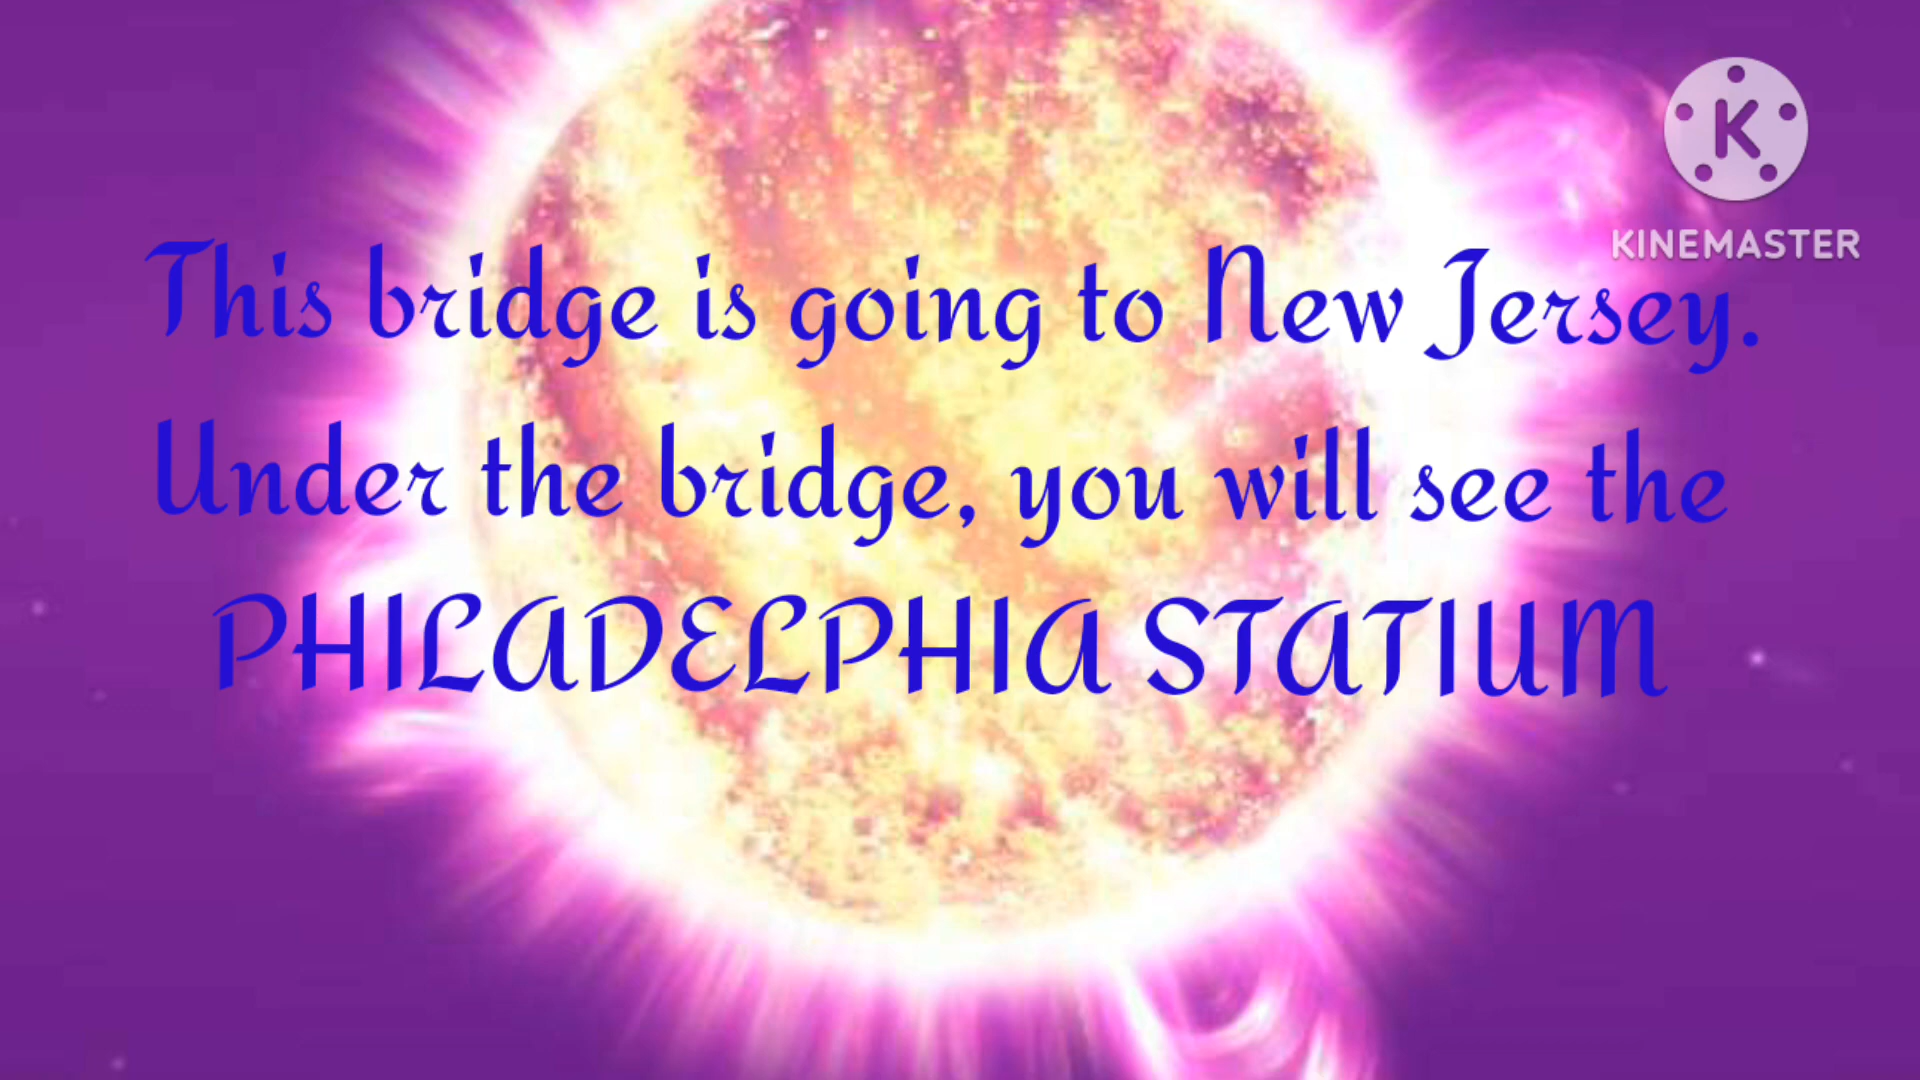 K
KINEMASTER
This bridge is going to New Jersey.
Under the bridge, you will see the
PHILADELPHIA STATIUM